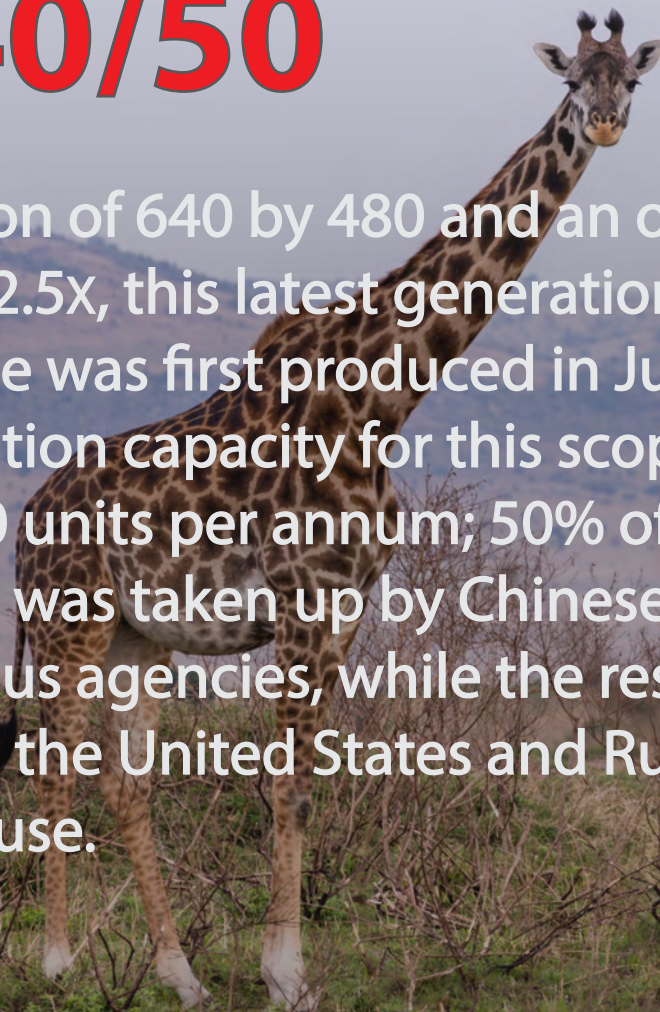 0/50
on of 640 by 480 and an o
2.5x, this latest generation
e was first produced in Ju
tion capacity for this scop
0 units per annum; 50% of
was taken up by Chinese
us agencies, while the res
the United States and Ru
use.